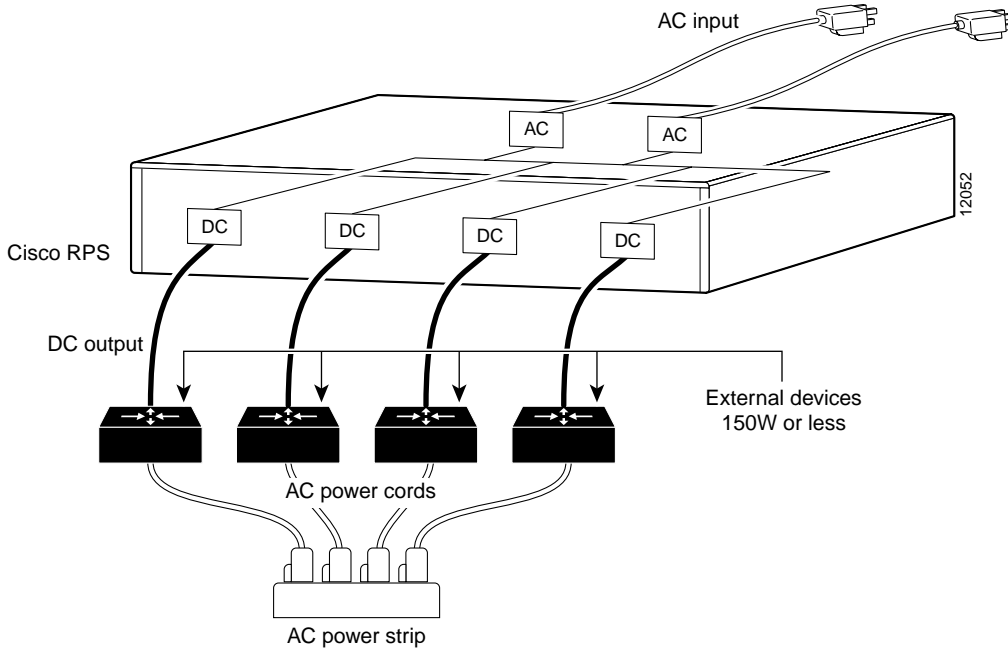 AC input
AC
AC
12052
DC
DC
DC
DC
Cisco RPS
DC output
External devices
150W or less
AC power cords
AC power strip